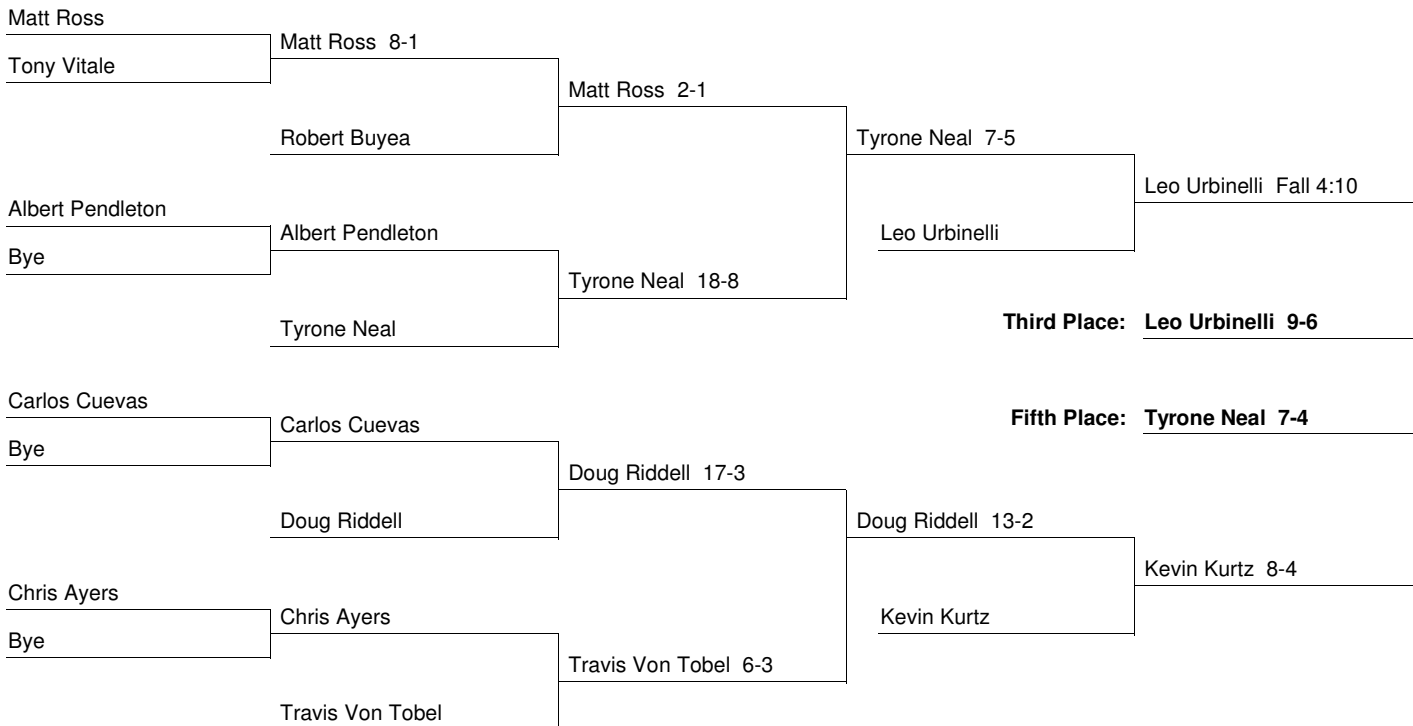 Matt Ross
Matt Ross 8-1
Tony Vitale
Matt Ross 2-1
Robert Buyea
Tyrone Neal 7-5
Leo Urbinelli Fall 4:10
Albert Pendleton
Albert Pendleton
Leo Urbinelli
Bye
Tyrone Neal 18-8
Tyrone Neal
Third Place: Leo Urbinelli 9-6
Carlos Cuevas
Carlos Cuevas
Fifth Place: Tyrone Neal 7-4
Bye
Doug Riddell 17-3
Doug Riddell
Doug Riddell 13-2
Kevin Kurtz 8-4
Chris Ayers
Chris Ayers
Kevin Kurtz
Bye
Travis Von Tobel 6-3
Travis Von Tobel